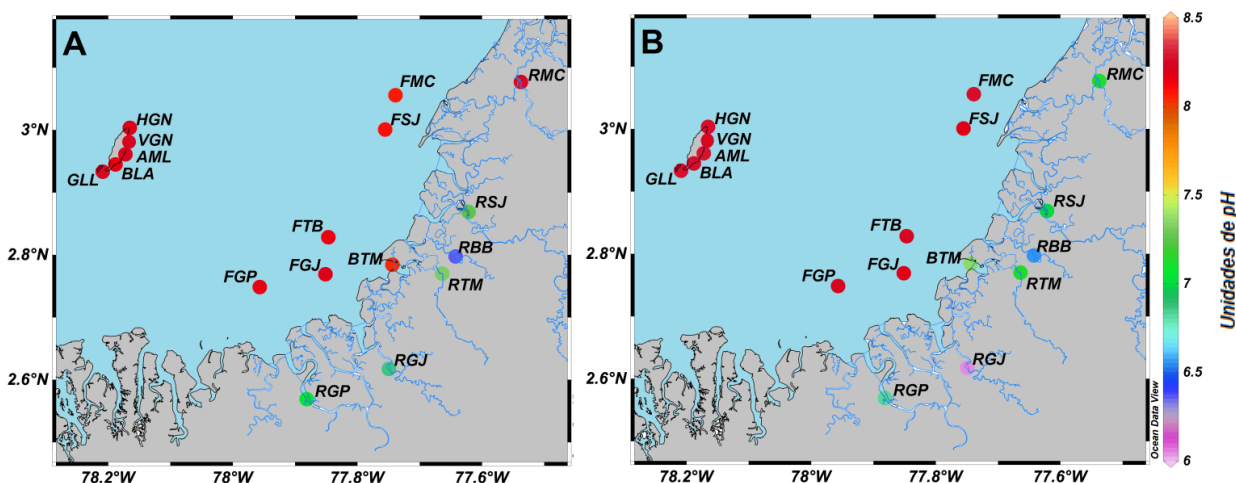 A
HGN
VGN
AML
BLA
GLL
FMC
FSJ
RMC
RSJ
FTB
RBB
BTM
FGJ
RTM
FGP
RGJ
RGP
3°N
2.8°N
2.6°N
78.2°W
78°W
77.8°W
77.6°W
B
HGN
VGN
AML
BLA
GLL
FMC
FSJ
RMC
RSJ
FTB
RBB
BTM
FGJ
RTM
FGP
RGJ
RGP
3°N
2.8°N
2.6°N
78.2°W
78°W
77.8°W
77.6°W
Ocean Data View
8.5
8
7.5
7
6.5
6
Unidades de pH